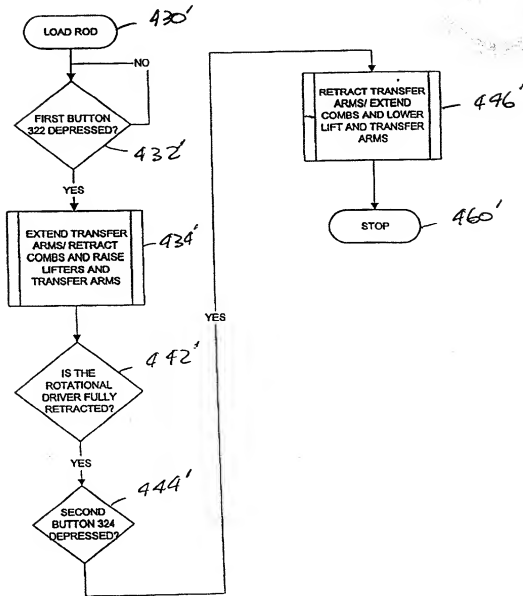 LOAD ROD
430'
NO
FIRST BUTTON
322 DEPRESSED?
432'
YES
EXTEND TRANSFER
ARMS/ RETRACT
COMBS AND RAISE
LIFTERS AND
TRANSFER ARMS
434'
442'
IS THE
ROTATIONAL
DRIVER FULLY
RETRACTED?
YES
444'
SECOND
BUTTON 324
DEPRESSED?
YES
RETRACT TRANSFER
ARMS/ EXTEND
COMBS AND LOWER
LIFT AND TRANSFER
ARMS
446'
STOP
460'